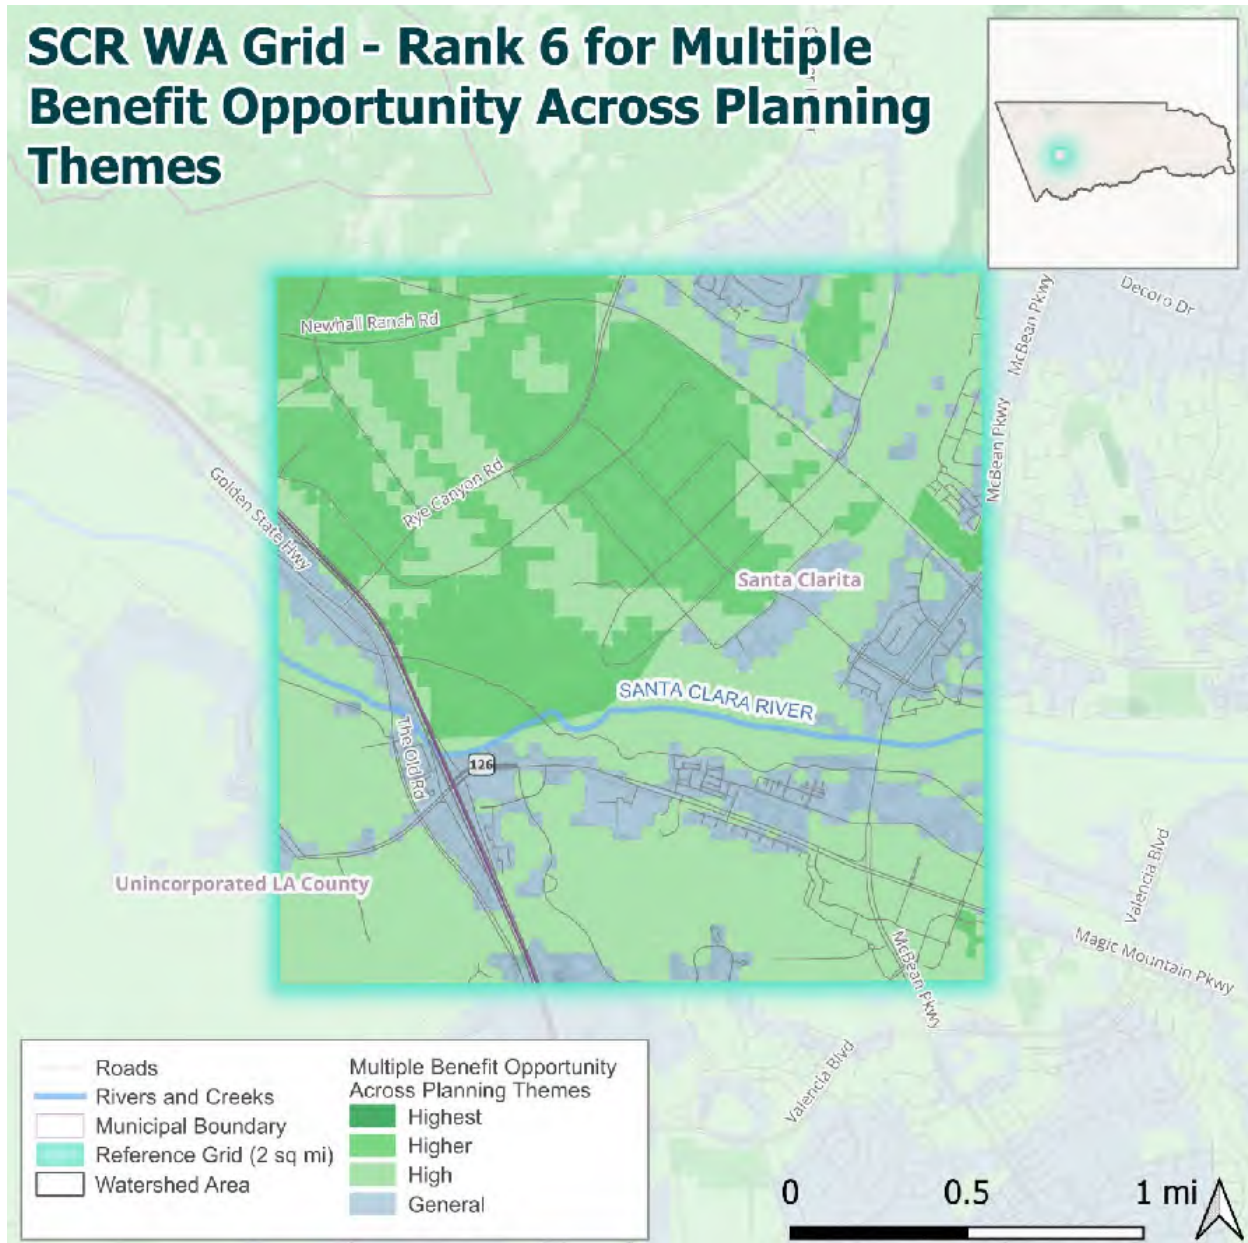 SCR WA Grid - Rank 6 for Multiple
Benefit Opportunity Across Planning
Themes
Decoro Dr
McBean Pkwy
Newhall Ranch Rd
McBean Pkwy
Golden State Hwy
Rye Canyon Rd
Santa Clarita
SANTA CLARA RIVER
The Old Rd
126
Unincorporated LA County
Valencia Blvd
Magic Mountain Pkwy
McBean Pkwy
Valencia Blvd
Roads
Rivers and Creeks
Municipal Boundary
Reference Grid (2 sq mi)
Watershed Area
Multiple Benefit Opportunity
Across Planning Themes
Highest
Higher
High
General
0 0.5 1 mi